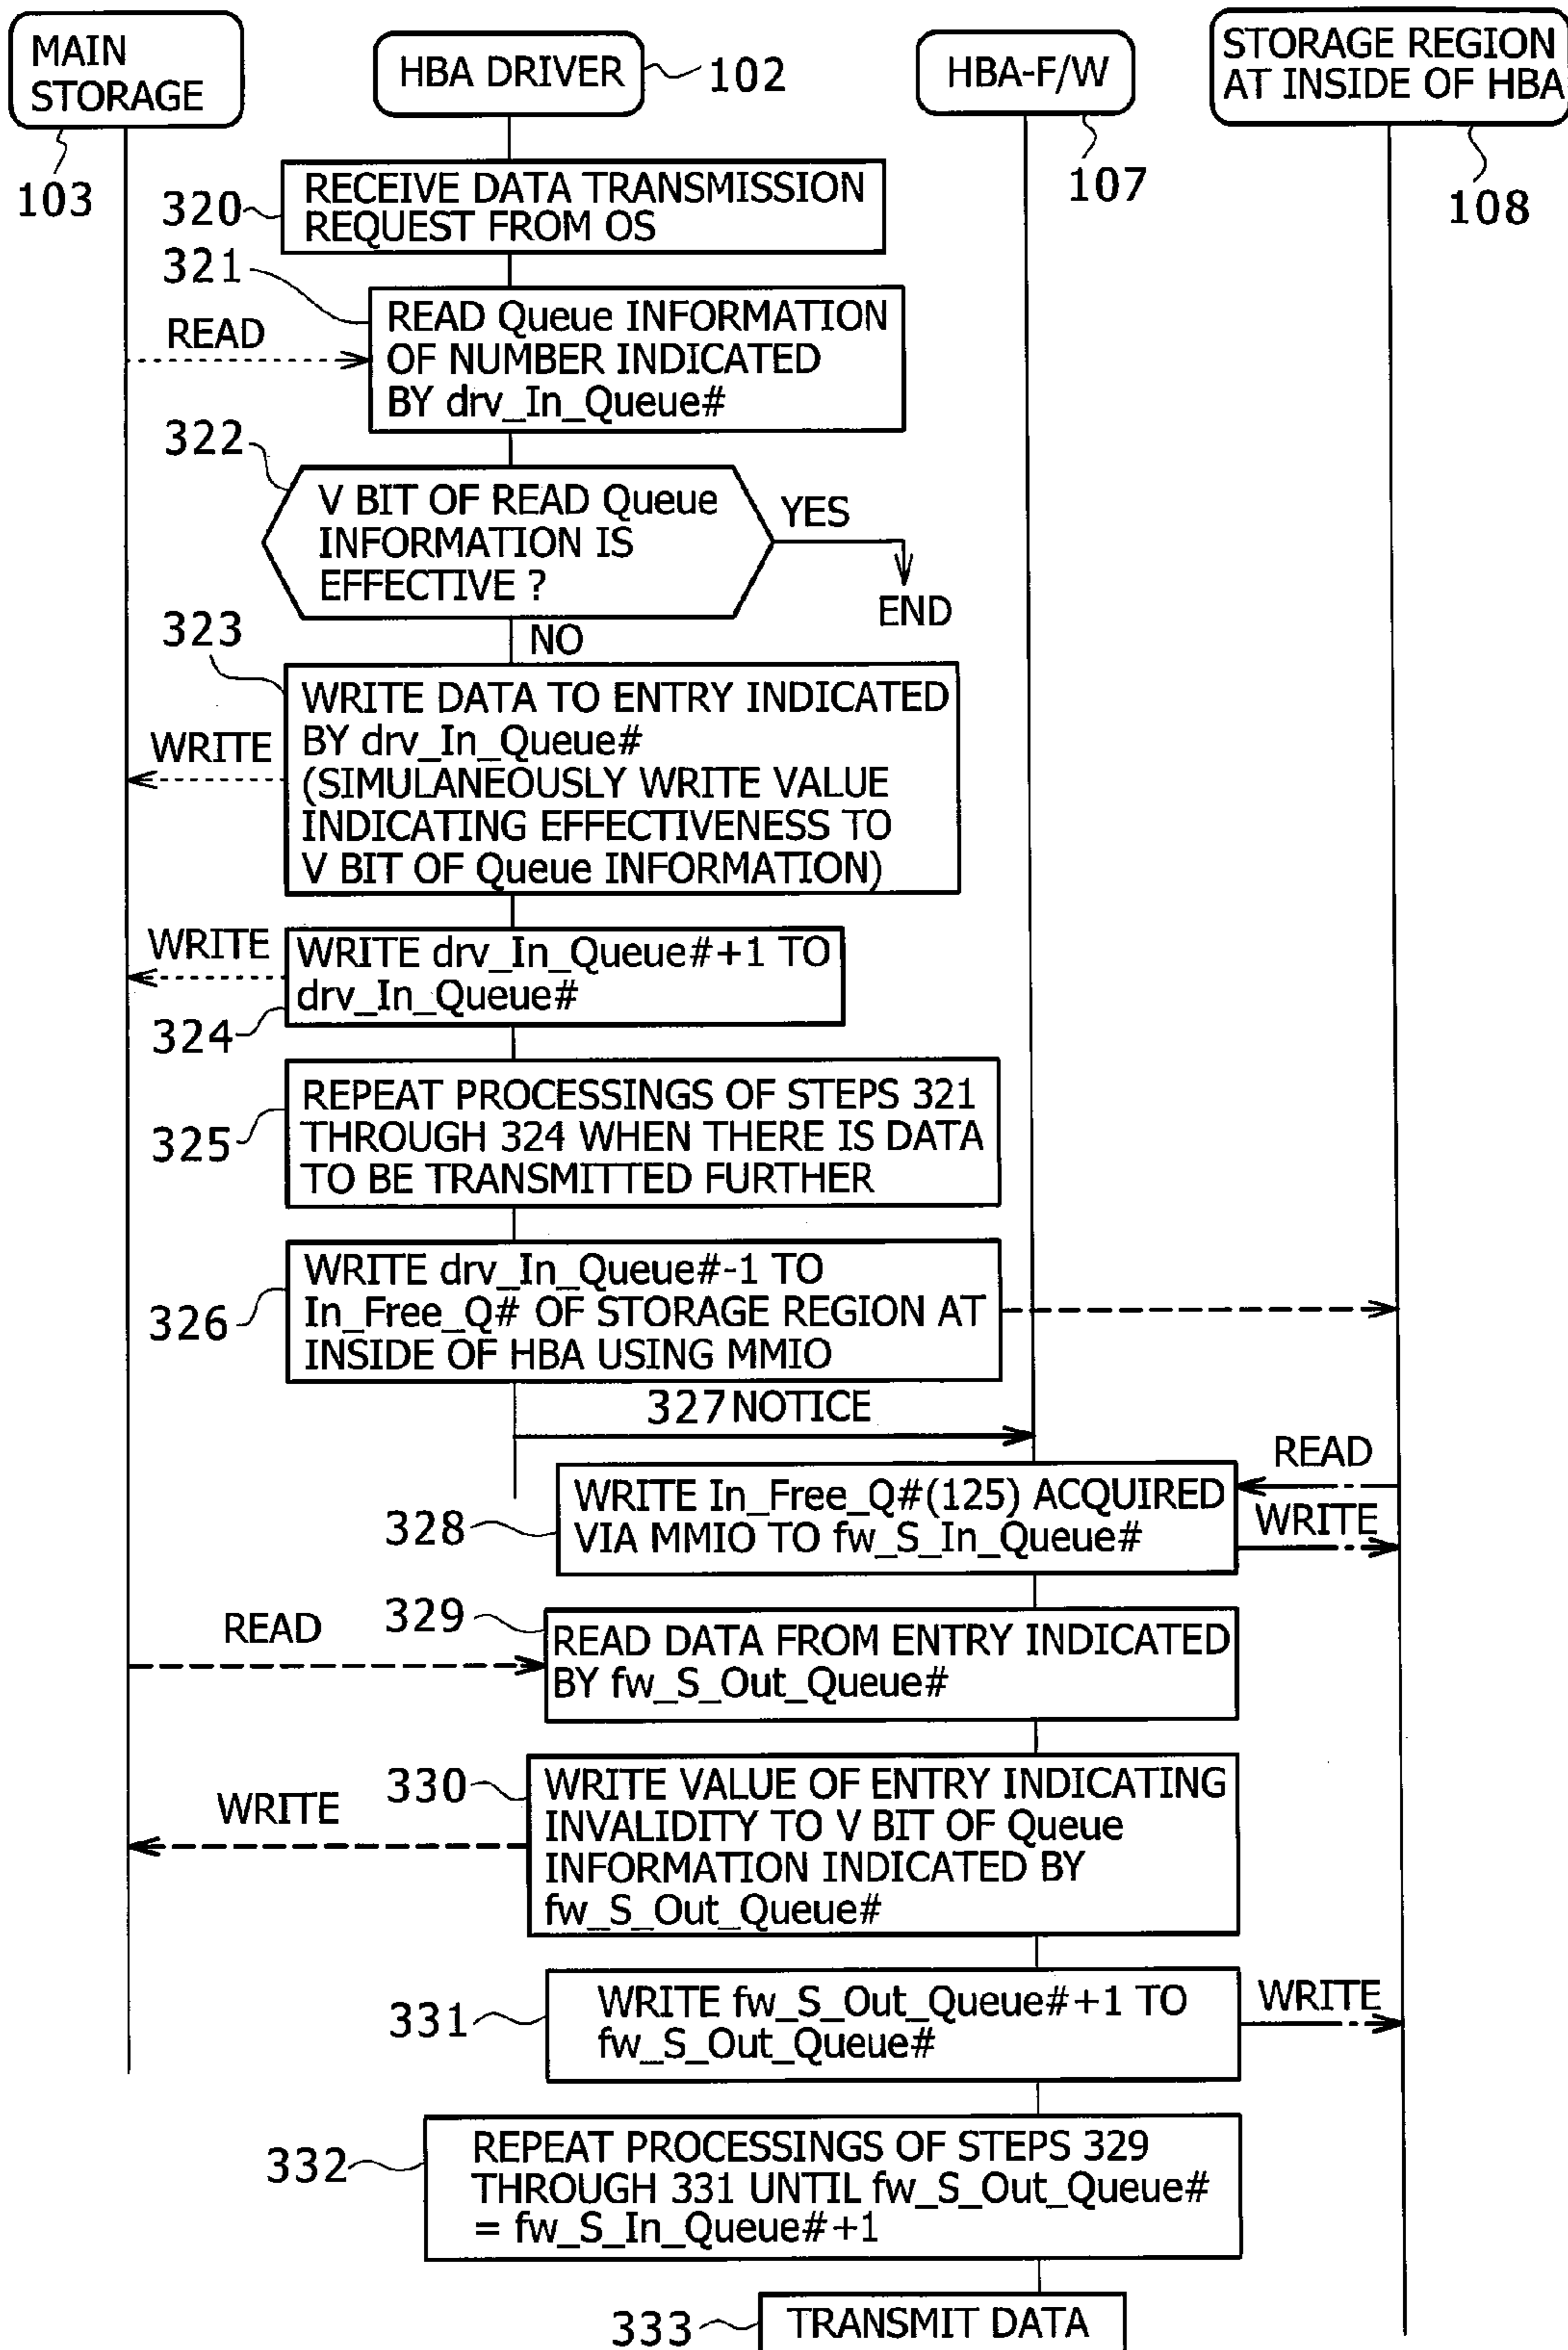 MAIN
STORAGE
103
HBA DRIVER
102
HBA-F/W
107
STORAGE REGION
AT INSIDE OF HBA
108
320
RECEIVE DATA TRANSMISSION
REQUEST FROM OS
321
READ
READ Queue INFORMATION
OF NUMBER INDICATED
BY drv_In_Queue#
322
V BIT OF READ Queue
INFORMATION IS
EFFECTIVE ?
YES
END
NO
323
WRITE
WRITE DATA TO ENTRY INDICATED
BY drv_In_Queue#
(SIMULANEOUSLY WRITE VALUE
INDICATING EFFECTIVENESS TO
V BIT OF Queue INFORMATION)
WRITE
WRITE drv_In_Queue#+1 TO
drv_In_Queue#
324
325
REPEAT PROCESSINGS OF STEPS 321
THROUGH 324 WHEN THERE IS DATA
TO BE TRANSMITTED FURTHER
326
WRITE drv_In_Queue#-1 TO
In_Free_Q# OF STORAGE REGION AT
INSIDE OF HBA USING MMIO
327 NOTICE
READ
328
WRITE In_Free_Q#(125) ACQUIRED
VIA MMIO TO fw_S_In_Queue#
WRITE
READ
329
READ DATA FROM ENTRY INDICATED
BY fw_S_Out_Queue#
WRITE
330
WRITE VALUE OF ENTRY INDICATING
INVALIDITY TO V BIT OF Queue
INFORMATION INDICATED BY
fw_S_Out_Queue#
331
WRITE fw_S_Out_Queue#+1 TO
fw_S_Out_Queue#
WRITE
332
REPEAT PROCESSINGS OF STEPS 329
THROUGH 331 UNTIL fw_S_Out_Queue#
= fw_S_In_Queue#+1
333
TRANSMIT DATA